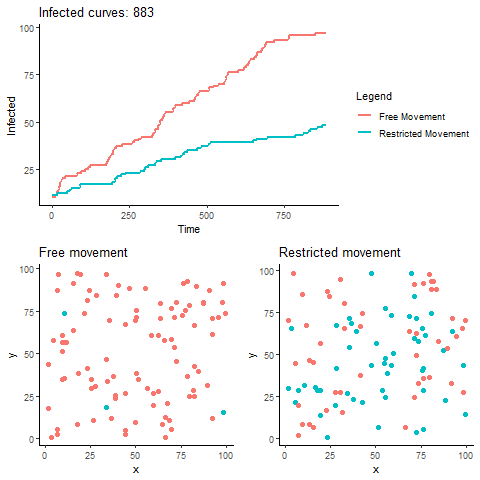 Infected curves: 883
100
75
50
25
Infected
0
250
500
750
Time
Legend
Free Movement
Restricted Movement
Free movement
100
75
50
25
0
y
0
25
50
75
100
x
Restricted movement
100
75
50
25
0
y
0
25
50
75
100
x